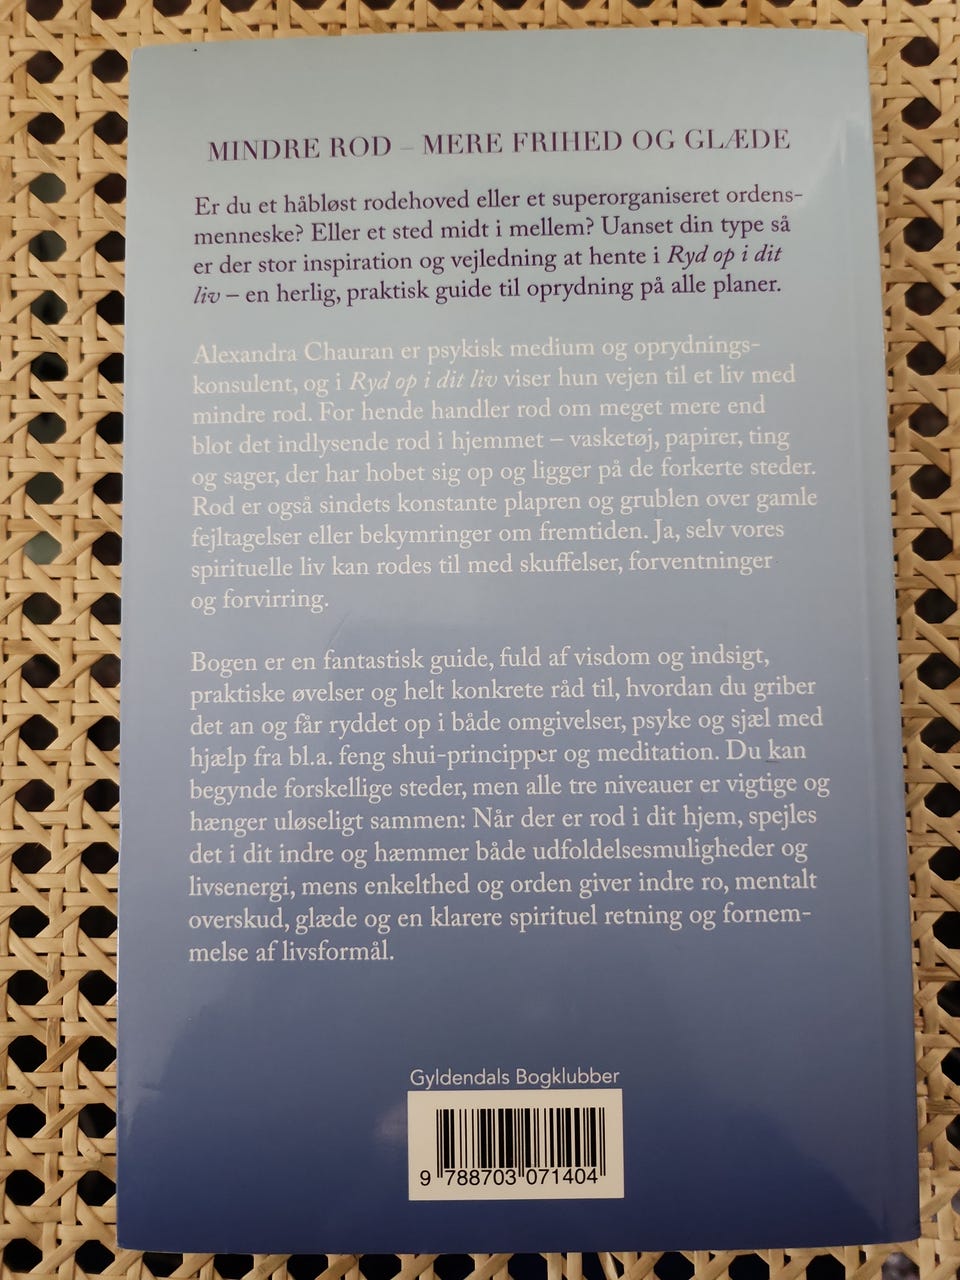 MINDRE ROD – MERE FRIHED OG GLÆDE
Er du et håbløst rodehoved eller et superorganiseret ordens-
menneske? Eller et sted midt i mellem? Uanset din type så
er der stor inspiration og vejledning at hente i Ryd op i dit
liv – en herlig, praktisk guide til oprydning på alle planer.
Alexandra Chauran er psykisk medium og oprydnings-
konsulent, og i Ryd op i dit liv viser hun vejen til et liv med
mindre rod. For hende handler rod om meget mere end
blot det indlysende rod i hjemmet – vasketøj, papirer, ting
og sager, der har hobet sig op og ligger på de forkerte steder.
Rod er også sindets konstante plapren og grublen over gamle
fejltagelser eller bekymringer om fremtiden. Ja, selv vores
spirituelle liv kan rodes til med skuffelser, forventninger
og forvirring.
Bogen er en fantastisk guide, fuld af visdom og indsigt,
praktiske øvelser og helt konkrete råd til, hvordan du griber
det an og får ryddet op i både omgivelser, psyke og sjæl med
hjælp fra bl.a. feng shui-principper og meditation. Du kan
begynde forskellige steder, men alle tre niveauer er vigtige og
hænger uløseligt sammen: Når der er rod i dit hjem, spejles
det i dit indre og hæmmer både udfoldelsesmuligheder og
livsenergi, mens enkelthed og orden giver indre ro, mentalt
overskud, glæde og en klarere spirituel retning og fornem-
melse af livsformål.
Gyldendals Bogklubber
9 788703 071404